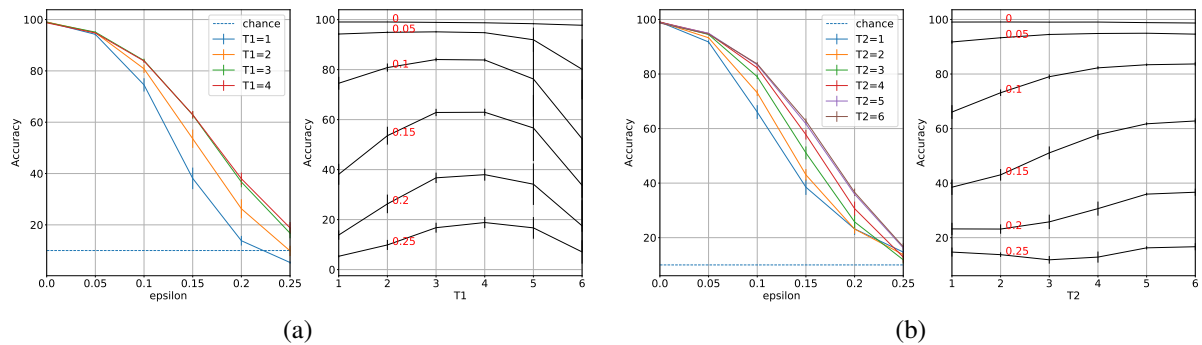 100
80
60
40
20
Accuracy
0.0 0.05 0.1 0.15 0.2 0.25
epsilon
chance
T1=1
T1=2
T1=3
T1=4
100
80
60
40
20
0
Accuracy
0
0.05
0.1
0.15
0.2
0.25
1 2 3 4 5 6
T1
(a)
100
80
60
40
20
Accuracy
0.0 0.05 0.1 0.15 0.2 0.25
epsilon
chance
T2=1
T2=2
T2=3
T2=4
T2=5
T2=6
100
80
60
40
20
Accuracy
0
0.05
0.1
0.15
0.2
0.25
1 2 3 4 5 6
T2
(b)